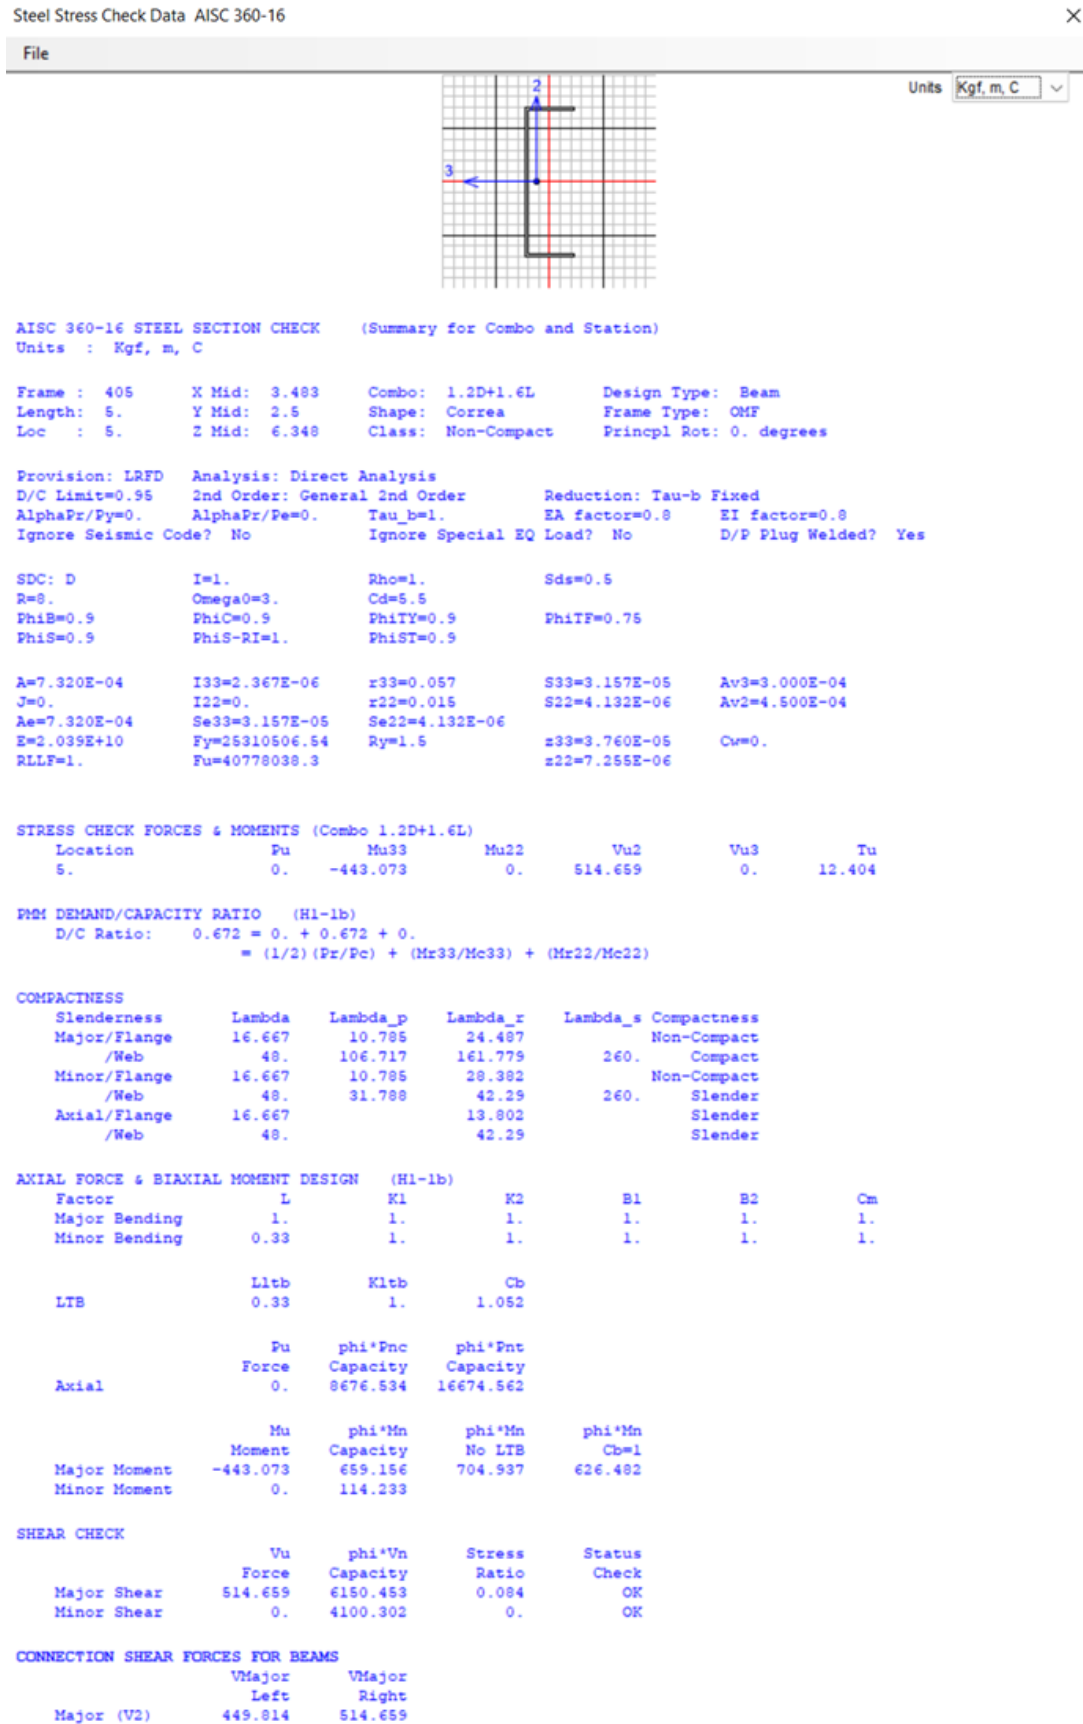 Steel Stress Check Data AISC 360-16
File
Units Kgf, m, C
2
3
AISC 360-16 STEEL SECTION CHECK (Summary for Combo and Station)
Units : Kgf, m, C
Frame : 405 X Mid: 3.483 Combo: 1.2D+1.6L Design Type: Beam
Length: 5. Y Mid: 2.5 Shape: Correa Frame Type: OMF
Loc : 5. Z Mid: 6.348 Class: Non-Compact Princpl Rot: 0. degrees
Provision: LRFD Analysis: Direct Analysis
D/C Limit=0.95 2nd Order: General 2nd Order Reduction: Tau-b Fixed
AlphaPr/Py=0. AlphaPr/Pe=0. Tau_b=1. EA factor=0.8 EI factor=0.8
Ignore Seismic Code? No Ignore Special EQ Load? No D/P Plug Welded? Yes
SDC: D I=1. Rho=1. Sds=0.5
R=8. Omega0=3. Cd=5.5
PhiB=0.9 PhiC=0.9 PhiTY=0.9 PhiTF=0.75
PhiS=0.9 PhiS-RI=1. PhiST=0.9
A=7.320E-04 I33=2.367E-06 r33=0.057 S33=3.157E-05 Av3=3.000E-04
J=0. I22=0. r22=0.015 S22=4.132E-06 Av2=4.500E-04
Ae=7.320E-04 Se33=3.157E-05 Se22=4.132E-06
E=2.039E+10 Fy=25310506.54 Ry=1.5 z33=3.760E-05 Cw=0.
RLLF=1. Fu=40778038.3 z22=7.255E-06
STRESS CHECK FORCES & MOMENTS (Combo 1.2D+1.6L)
Location Pu Mu33 Mu22 Vu2 Vu3 Tu
5. 0. -443.073 0. 514.659 0. 12.404
PMM DEMAND/CAPACITY RATIO (H1-1b)
D/C Ratio: 0.672 = 0. + 0.672 + 0.
= (1/2)(Pr/Pc) + (Mr33/Mc33) + (Mr22/Mc22)
COMPACTNESS
Slenderness Lambda Lambda_p Lambda_r Lambda_s Compactness
Major/Flange 16.667 10.785 24.487 Non-Compact
/Web 48. 106.717 161.779 260. Compact
Minor/Flange 16.667 10.785 28.382 Non-Compact
/Web 48. 31.788 42.29 260. Slender
Axial/Flange 16.667 13.802 Slender
/Web 48. 42.29 Slender
AXIAL FORCE & BIAXIAL MOMENT DESIGN (H1-1b)
Factor L K1 K2 B1 B2 Cm
Major Bending 1. 1. 1. 1. 1. 1.
Minor Bending 0.33 1. 1. 1. 1. 1.
Lltb Kltb Cb
LTB 0.33 1. 1.052
Pu phi*Pnc phi*Pnt
Force Capacity Capacity
Axial 0. 8676.534 16674.562
Mu phi*Mn phi*Mn phi*Mn
Moment Capacity No LTB Cb=1
Major Moment -443.073 659.156 704.937 626.482
Minor Moment 0. 114.233
SHEAR CHECK
Vu phi*Vn Stress Status
Force Capacity Ratio Check
Major Shear 514.659 6150.453 0.084 OK
Minor Shear 0. 4100.302 0. OK
CONNECTION SHEAR FORCES FOR BEAMS
VMajor VMajor
Left Right
Major (V2) 449.814 514.659